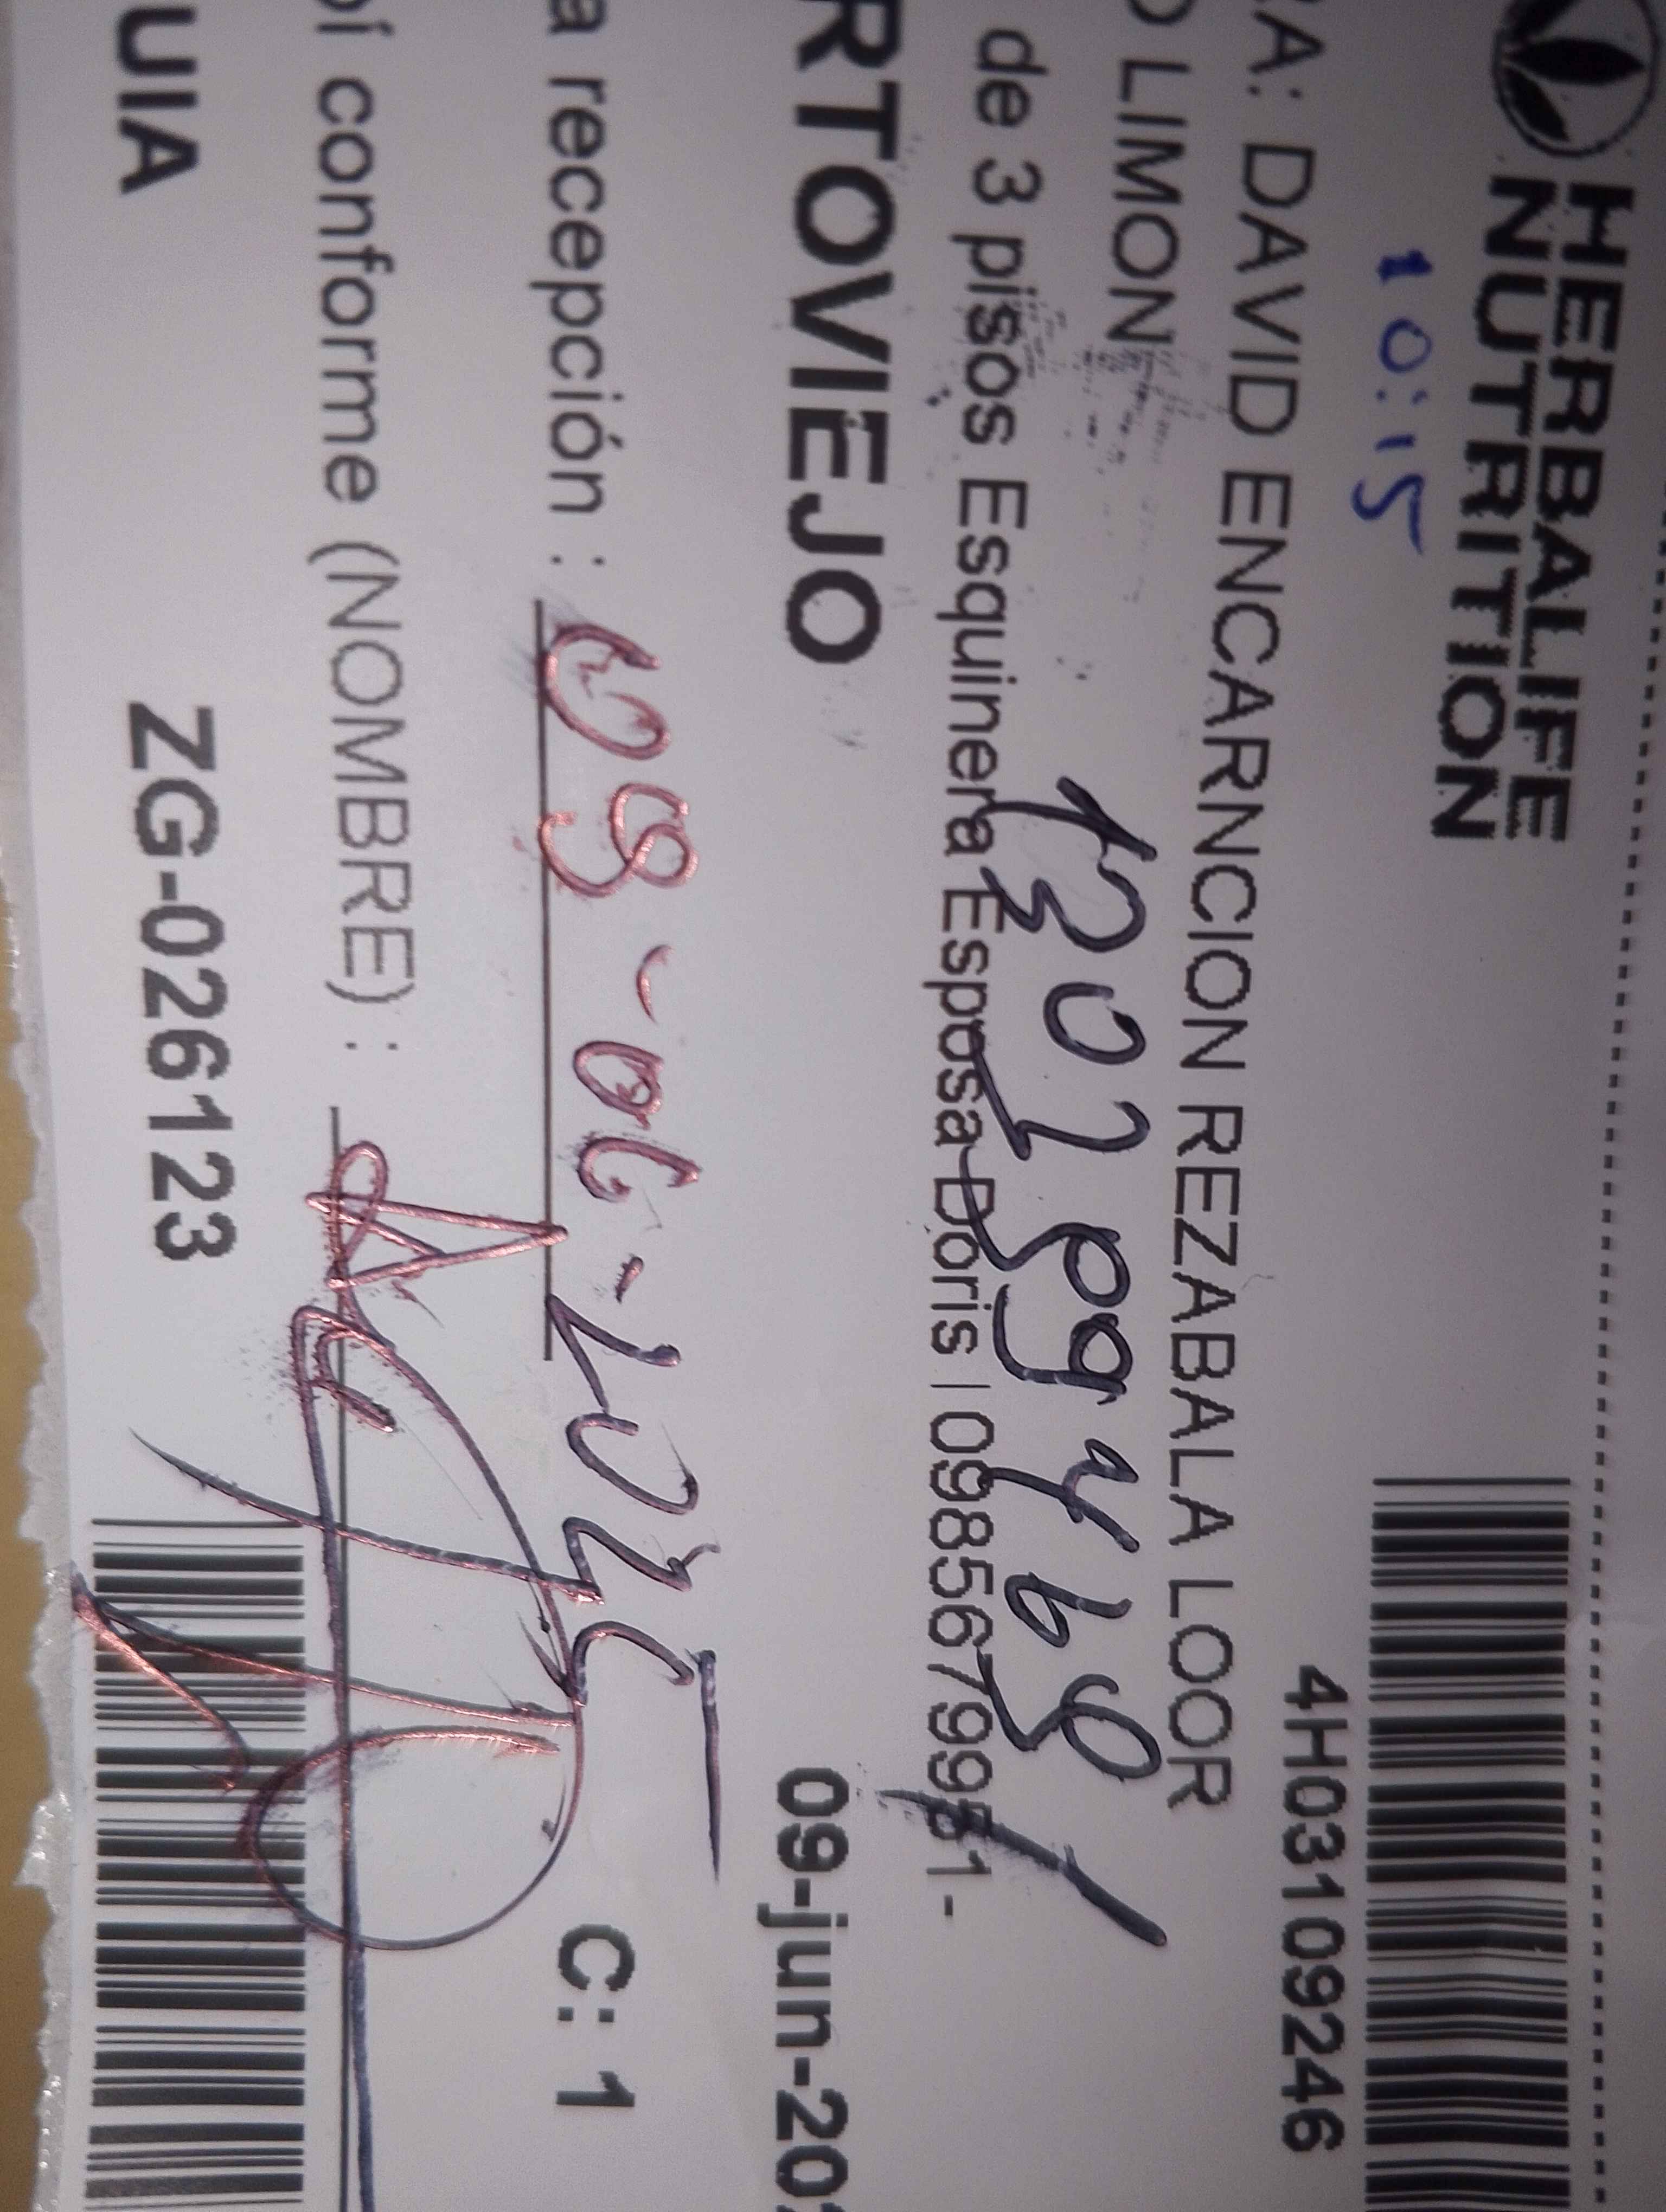 HERBALIFE
NUTRITION
10:15
4H03109246
A: DAVID ENCARNCION REZABALA LOOR
O LIMON
de 3 pisos Esquinera Esposa Doris | 0985679951-
RTOVIEJO
09-jun-20
a recepción : 09-06-2025
C: 1
bí conforme (NOMBRE) :
UIA
ZG-026123